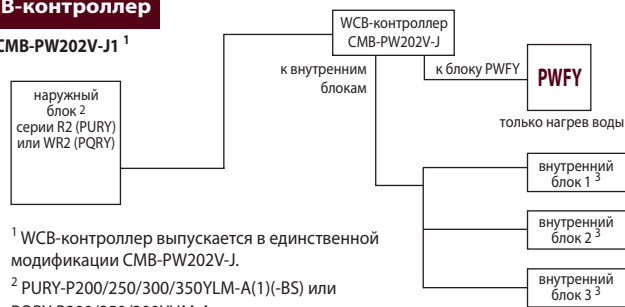 WCB-контроллер
CMB-PW202V-J1 1
наружный
блок 2
серии R2 (PURY)
или WR2 (PQRY)
WCB-контроллер
CMB-PW202V-J
к внутренним
блокам
к блоку PWFY
PWFY
только нагрев воды
внутренний
блок 1 3
внутренний
блок 2 3
внутренний
блок 3 3
1 WCB-контроллер выпускается в единственной
модификации CMB-PW202V-J.
2 PURY-P200/250/300/350YLM-A(1)(-BS) или